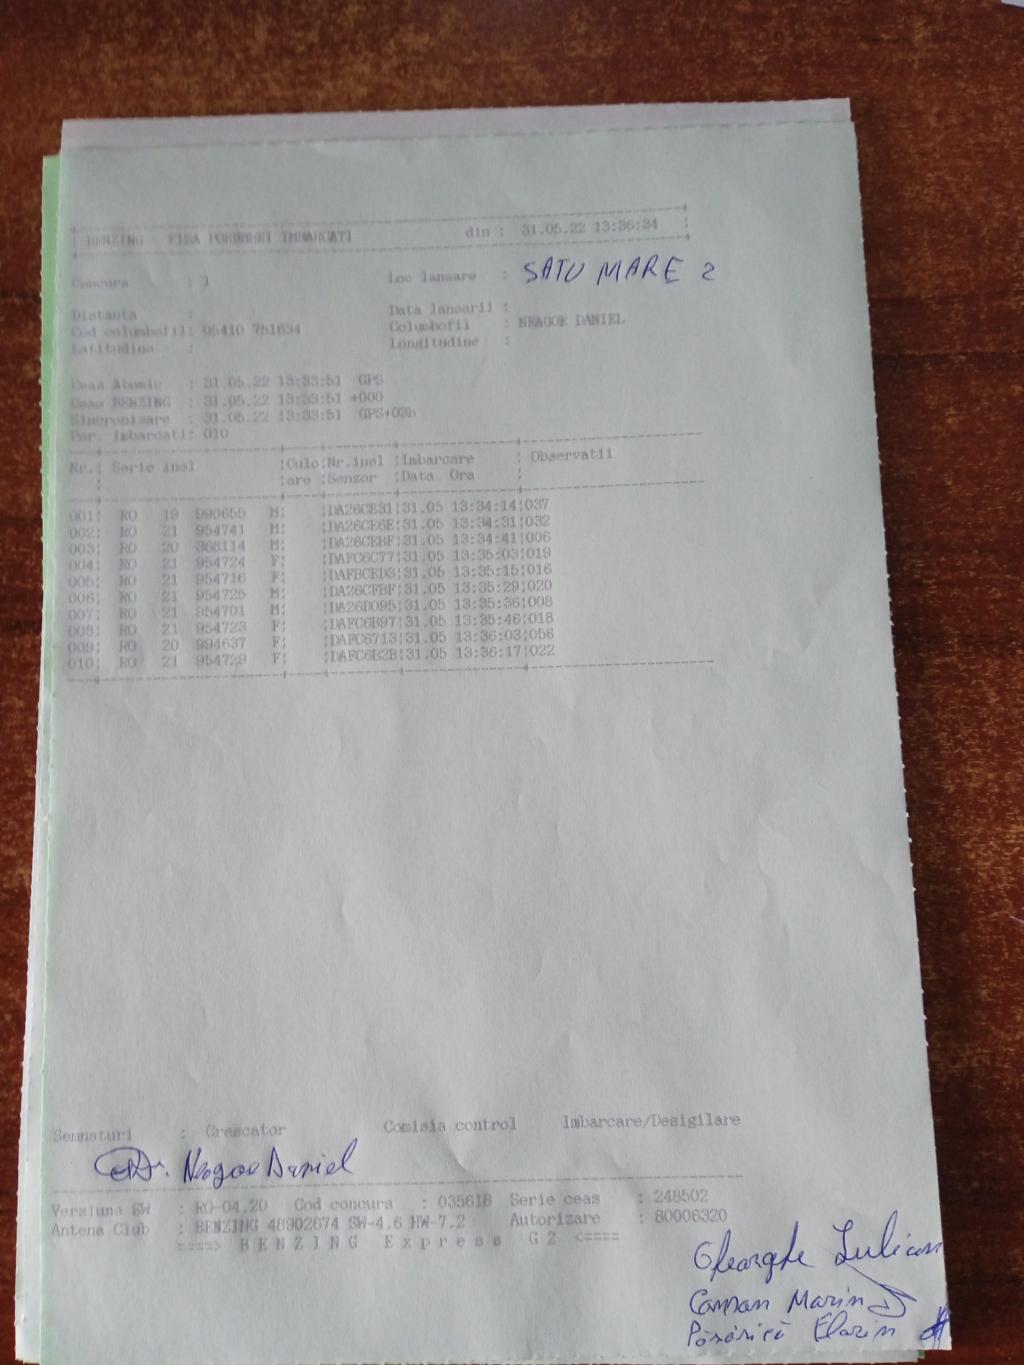 BENZING - FISA PORUMBEI IMBARCATI din : 31.05.22 13:36:34
Concurs : 1 Loc lansare : SATU MARE 2
Distanta : Data lansarii :
Cod columbofil: 05410 751634 Columbofil : NEAGOE DANIEL
Latitudine : Longitudine :
Ceas Atomic : 31.05.22 13:33:51 GPS
Ceas BENZING : 31.05.22 13:33:51 +000
Sincronizare : 31.05.22 13:33:51 GPS+02h
Por. imbarcati: 010
Nr.¦ Serie inel ¦Culo¦Nr.inel ¦Imbarcare ¦ Observatii
¦ ¦are ¦Senzor ¦Data Ora ¦
001¦ RO 19 990655 M¦ ¦DA26CE31¦31.05 13:34:14¦037
002¦ RO 21 954741 M¦ ¦DA26CE6E¦31.05 13:34:31¦032
003¦ RO 20 368114 M¦ ¦DA26CEBF¦31.05 13:34:41¦006
004¦ RO 21 954724 F¦ ¦DAFC6C77¦31.05 13:35:03¦019
005¦ RO 21 954716 F¦ ¦DAFBCED3¦31.05 13:35:15¦016
006¦ RO 21 954725 M¦ ¦DA26CFBF¦31.05 13:35:29¦020
007¦ RO 21 954701 M¦ ¦DA26D095¦31.05 13:35:36¦008
008¦ RO 21 954723 F¦ ¦DAFC6B97¦31.05 13:35:46¦018
009¦ RO 20 994637 F¦ ¦DAFC6713¦31.05 13:36:03¦056
010¦ RO 21 954729 F¦ ¦DAFC6B2B¦31.05 13:36:17¦022
Semnaturi : Crescator Comisia control Imbarcare/Desigilare
Neagoe Daniel
Versiuna SW : RO-04.20 Cod concurs : 035618 Serie ceas : 248502
Antena Club : BENZING 48902674 SW-4.6 HW-7.2 Autorizare : 80006320
====> BENZING Express G2 <====
Gheorghe Iulian
Marin
Florin